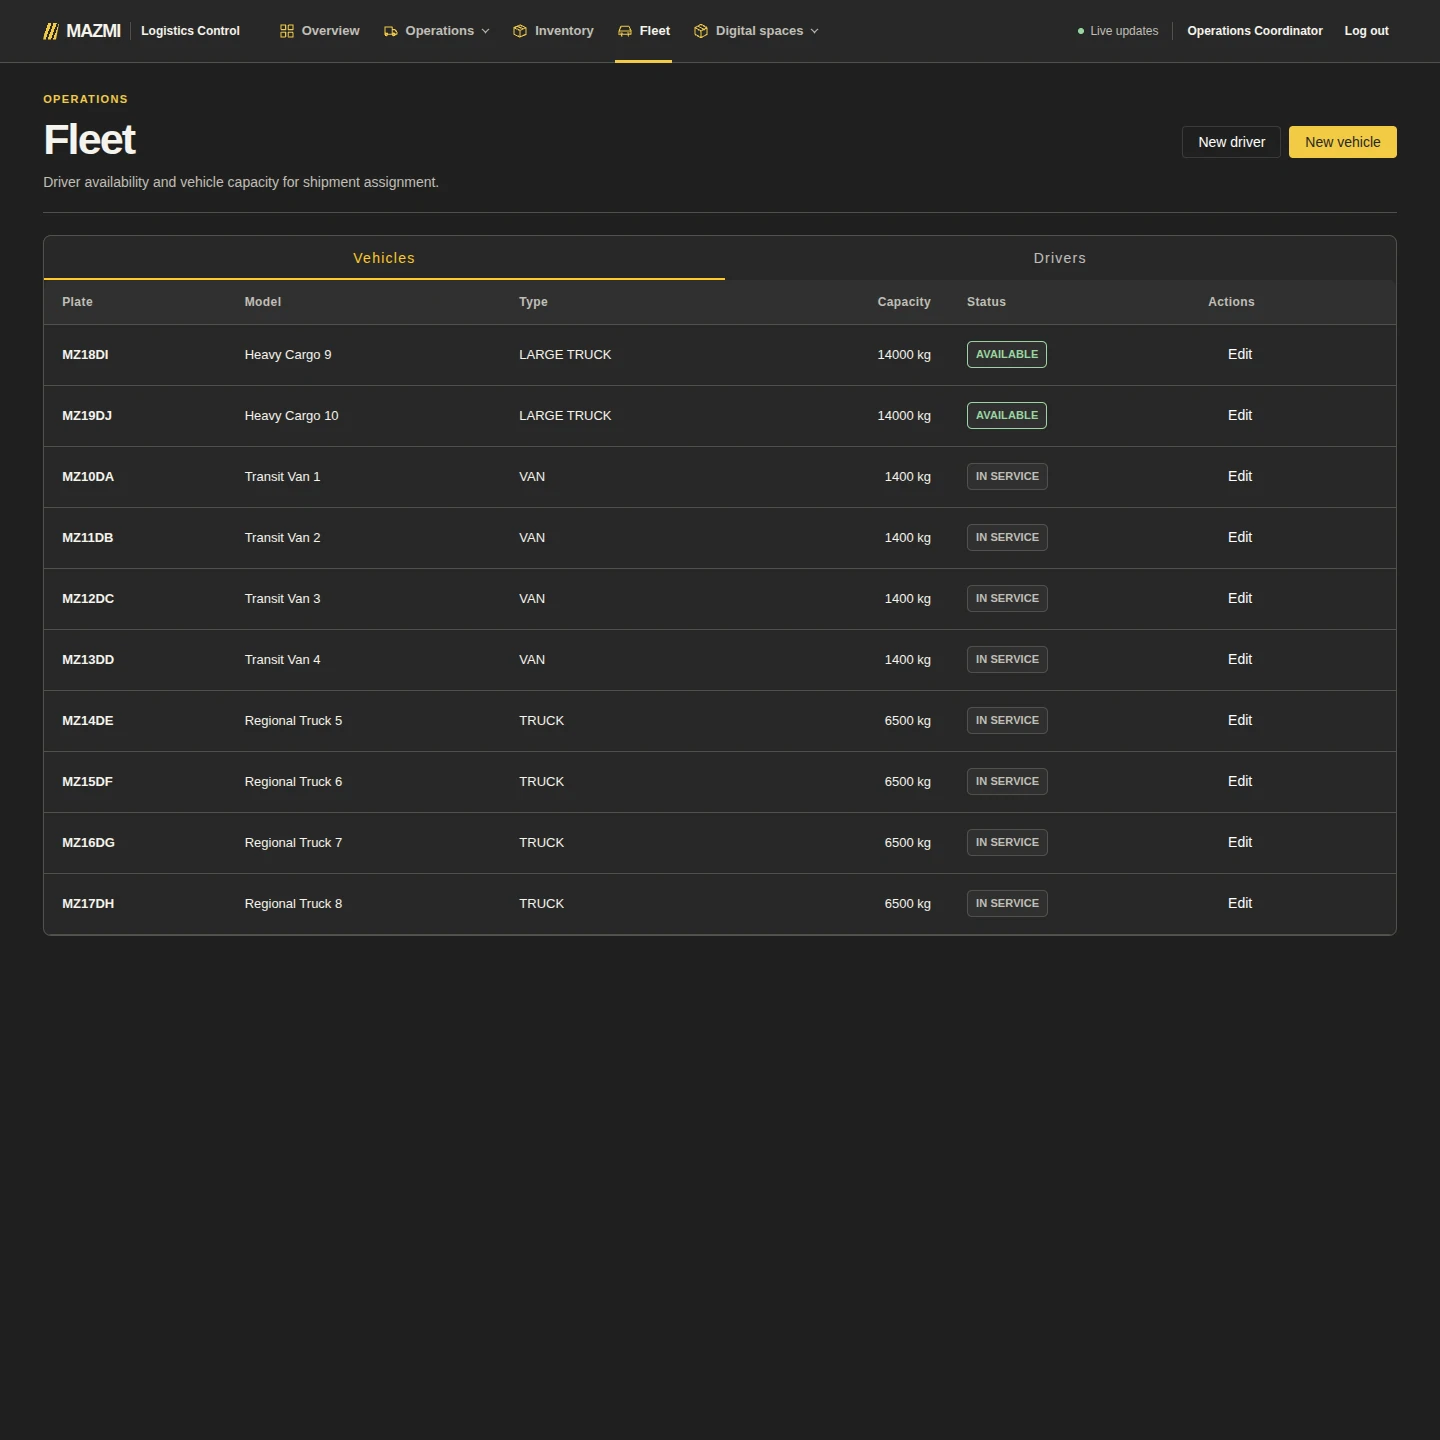 MAZMI Logistics Control Overview Operations Inventory Fleet Digital spaces Live updates Operations Coordinator Log out
OPERATIONS
Fleet
New driver New vehicle
Driver availability and vehicle capacity for shipment assignment.
Vehicles Drivers
Plate Model Type Capacity Status Actions
MZ18DI Heavy Cargo 9 LARGE TRUCK 14000 kg AVAILABLE Edit
MZ19DJ Heavy Cargo 10 LARGE TRUCK 14000 kg AVAILABLE Edit
MZ10DA Transit Van 1 VAN 1400 kg IN SERVICE Edit
MZ11DB Transit Van 2 VAN 1400 kg IN SERVICE Edit
MZ12DC Transit Van 3 VAN 1400 kg IN SERVICE Edit
MZ13DD Transit Van 4 VAN 1400 kg IN SERVICE Edit
MZ14DE Regional Truck 5 TRUCK 6500 kg IN SERVICE Edit
MZ15DF Regional Truck 6 TRUCK 6500 kg IN SERVICE Edit
MZ16DG Regional Truck 7 TRUCK 6500 kg IN SERVICE Edit
MZ17DH Regional Truck 8 TRUCK 6500 kg IN SERVICE Edit